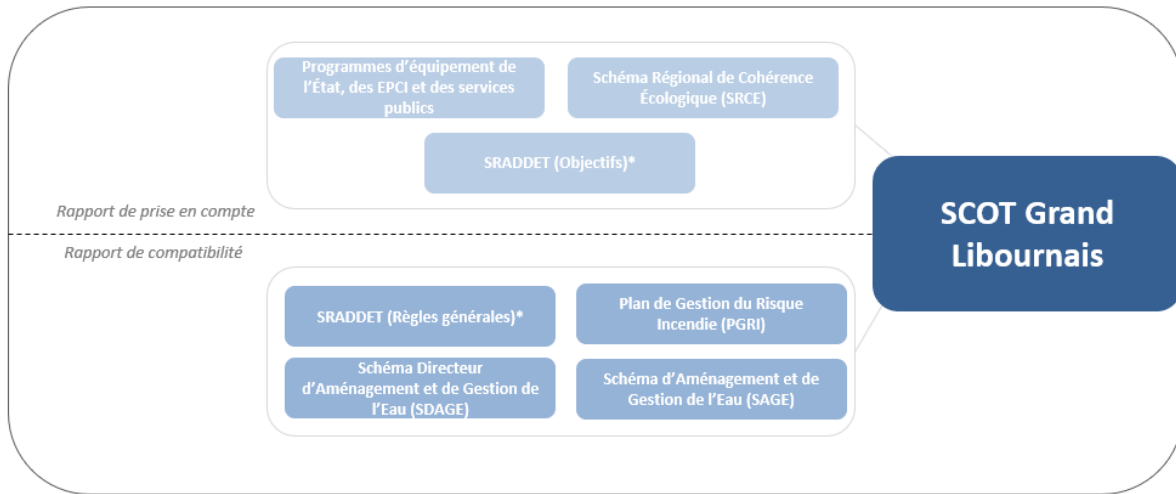 Programmes d'équipement de
l'État, des EPCI et des services
publics
Schéma Régional de Cohérence
Écologique (SRCE)
SRADDET (Objectifs)*
Rapport de prise en compte
SCOT Grand
Libournais
Rapport de compatibilité
SRADDET (Règles générales)*
Plan de Gestion du Risque
Incendie (PGRI)
Schéma Directeur
d'Aménagement et de Gestion de
l'Eau (SDAGE)
Schéma d'Aménagement et de
Gestion de l'Eau (SAGE)